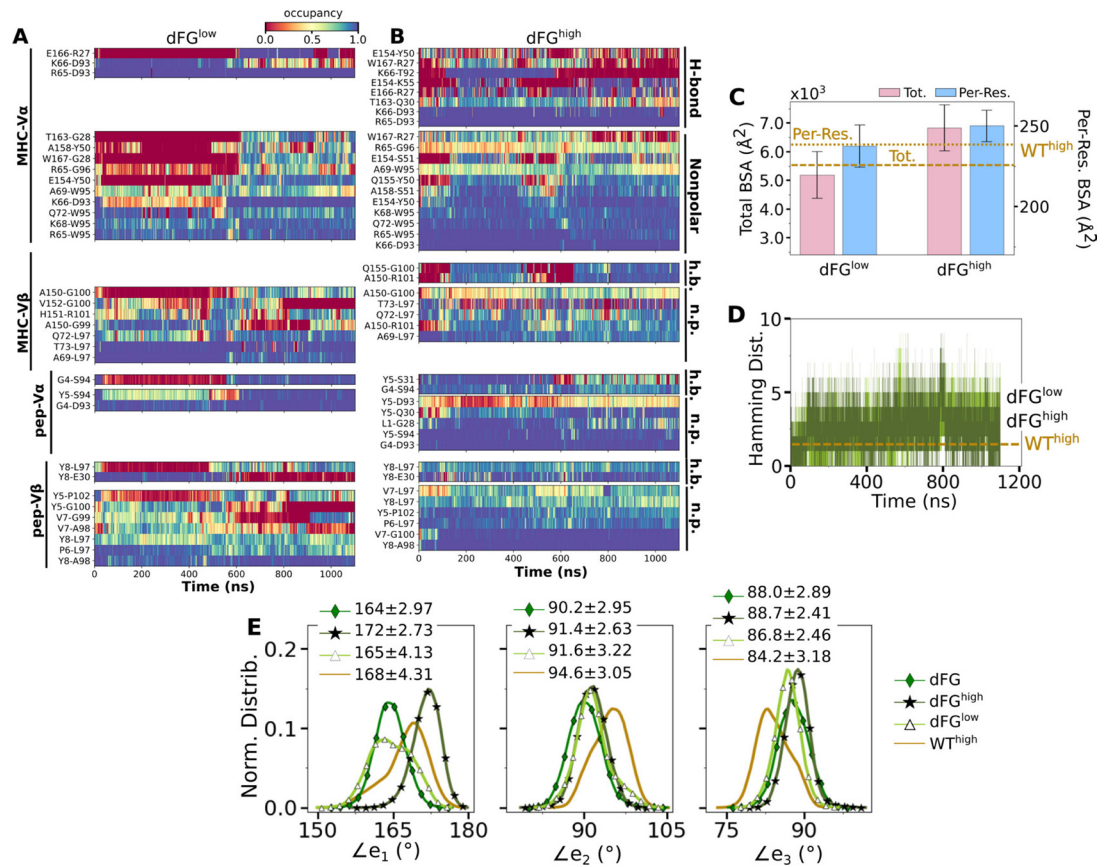 A
B
occupancy
0.0 0.5 1.0
dFG^low
dFG^high
MHC-Vα
E166-R27
K66-D93
R65-D93
T163-G28
A158-Y50
W167-G28
R65-G96
E154-Y50
A69-W95
K66-D93
Q72-W95
K68-W95
R65-W95
MHC-Vβ
A150-G100
V152-G100
H151-R101
A150-G99
Q72-L97
T73-L97
A69-L97
pep-Vα
G4-S94
Y5-S94
G4-D93
pep-Vβ
Y8-L97
Y8-E30
Y5-P102
Y5-G100
V7-G99
V7-A98
Y8-L97
P6-L97
Y8-A98
0 200 400 600 800 1000
Time (ns)
E154-Y50
W167-R27
K66-T92
E154-K55
E166-R27
T163-Q30
K66-D93
R65-D93
H-bond
W167-R27
R65-G96
E154-S51
A69-W95
Q155-Y50
A158-S51
E154-Y50
K68-W95
Q72-W95
R65-W95
K66-D93
Nonpolar
Q155-G100
A150-R101
h.b.
A150-G100
T73-L97
Q72-L97
A150-R101
A69-L97
n.p.
Y5-S31
G4-S94
h.b.
Y5-D93
Y5-Q30
L1-G28
Y5-S94
G4-D93
n.p.
Y8-L97
Y8-E30
h.b.
V7-L97
Y8-L97
Y5-P102
P6-L97
V7-G100
Y8-A98
n.p.
0 200 400 600 800 1000
Time (ns)
C
x10³
Tot. Per-Res.
Total BSA (Å²)
7.0
6.0
5.0
4.0
3.0
Per-Res.
Tot.
250
WT^high
200
Per-Res. BSA (Å²)
dFG^low dFG^high
D
Hamming Dist.
10
5
0
dFG^low
dFG^high
WT^high
0 400 800 1200
Time (ns)
E
Norm. Distrib.
0.2
0.1
0.0
164±2.97
172±2.73
165±4.13
168±4.31
150 165 180
∠e₁ (°)
90.2±2.95
91.4±2.63
91.6±3.22
94.6±3.05
90 105
∠e₂ (°)
88.0±2.89
88.7±2.41
86.8±2.46
84.2±3.18
75 90
∠e₃ (°)
dFG
dFG^high
dFG^low
WT^high